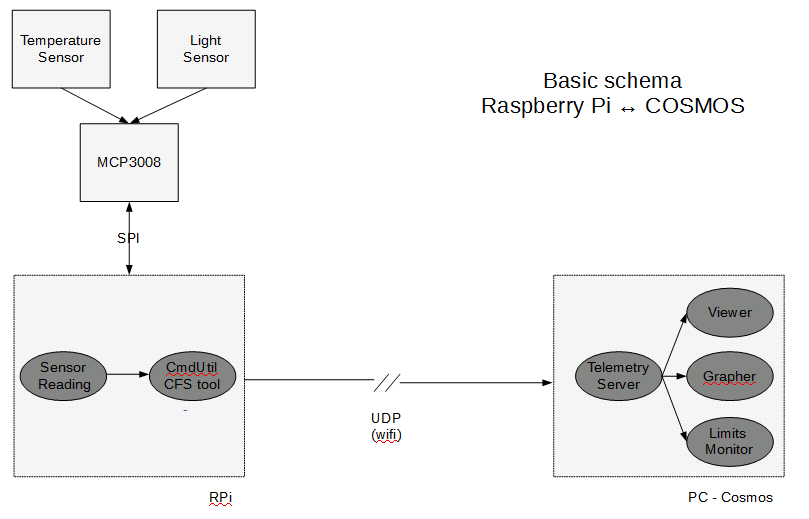 Temperature
Sensor
Light
Sensor
Basic schema
Raspberry Pi ↔ COSMOS
MCP3008
SPI
Sensor
Reading
CmdUtil
CFS tool
-
UDP
(wifi)
Telemetry
Server
Viewer
Grapher
Limits
Monitor
RPi
PC - Cosmos